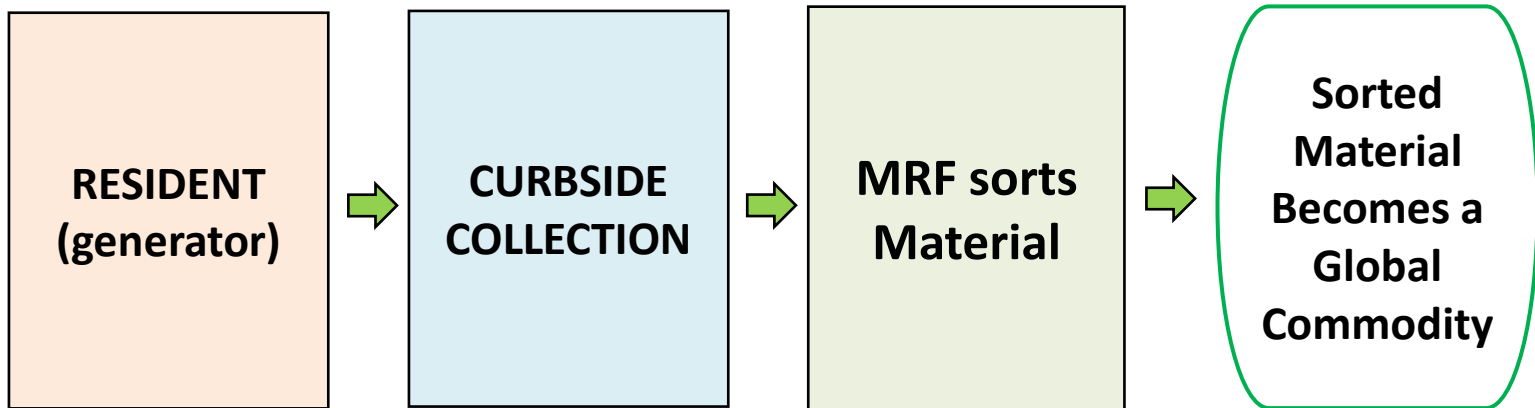 RESIDENT
(generator)
CURBSIDE
COLLECTION
MRF sorts
Material
Sorted
Material
Becomes a
Global
Commodity